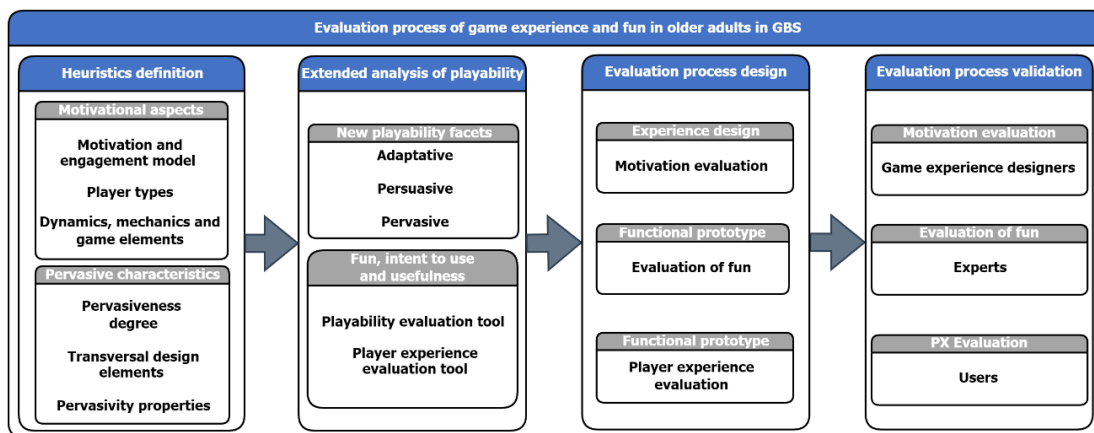 Evaluation process of game experience and fun in older adults in GBS
Heuristics definition
Motivational aspects
Motivation and
engagement model
Player types
Dynamics, mechanics and
game elements
Pervasive characteristics
Pervasiveness
degree
Transversal design
elements
Pervasivity properties
Extended analysis of playability
New playability facets
Adaptative
Persuasive
Pervasive
Fun, intent to use
and usefulness
Playability evaluation tool
Player experience
evaluation tool
Evaluation process design
Experience design
Motivation evaluation
Functional prototype
Evaluation of fun
Functional prototype
Player experience
evaluation
Evaluation process validation
Motivation evaluation
Game experience designers
Evaluation of fun
Experts
PX Evaluation
Users